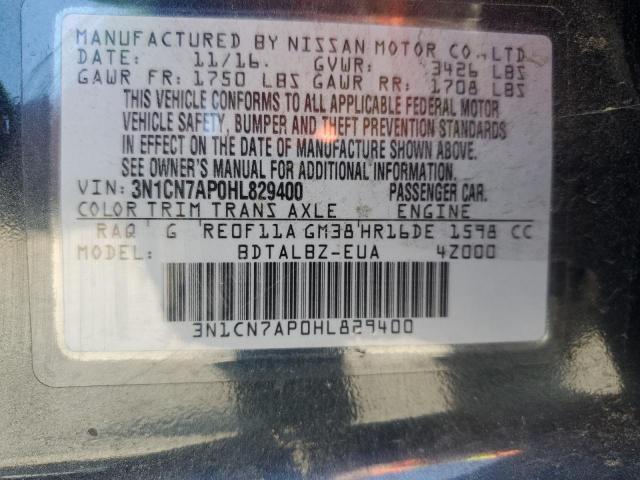 MANUFACTURED BY NISSAN MOTOR CO.,LTD.
DATE: 11/16. GVWR: 3426 LBS
GAWR FR: 1750 LBS GAWR RR: 1708 LBS
THIS VEHICLE CONFORMS TO ALL APPLICABLE FEDERAL MOTOR
VEHICLE SAFETY, BUMPER AND THEFT PREVENTION STANDARDS
IN EFFECT ON THE DATE OF MANUFACTURE SHOWN ABOVE.
SEE OWNER'S MANUAL FOR ADDITIONAL INFORMATION.
VIN: 3N1CN7AP0HL829400 PASSENGER CAR.
COLOR TRIM TRANS AXLE ENGINE
RAQ G RE0F11A GM38 HR16DE 1598 CC
MODEL: BDTALBZ-EUA 4Z000
3N1CN7AP0HL829400